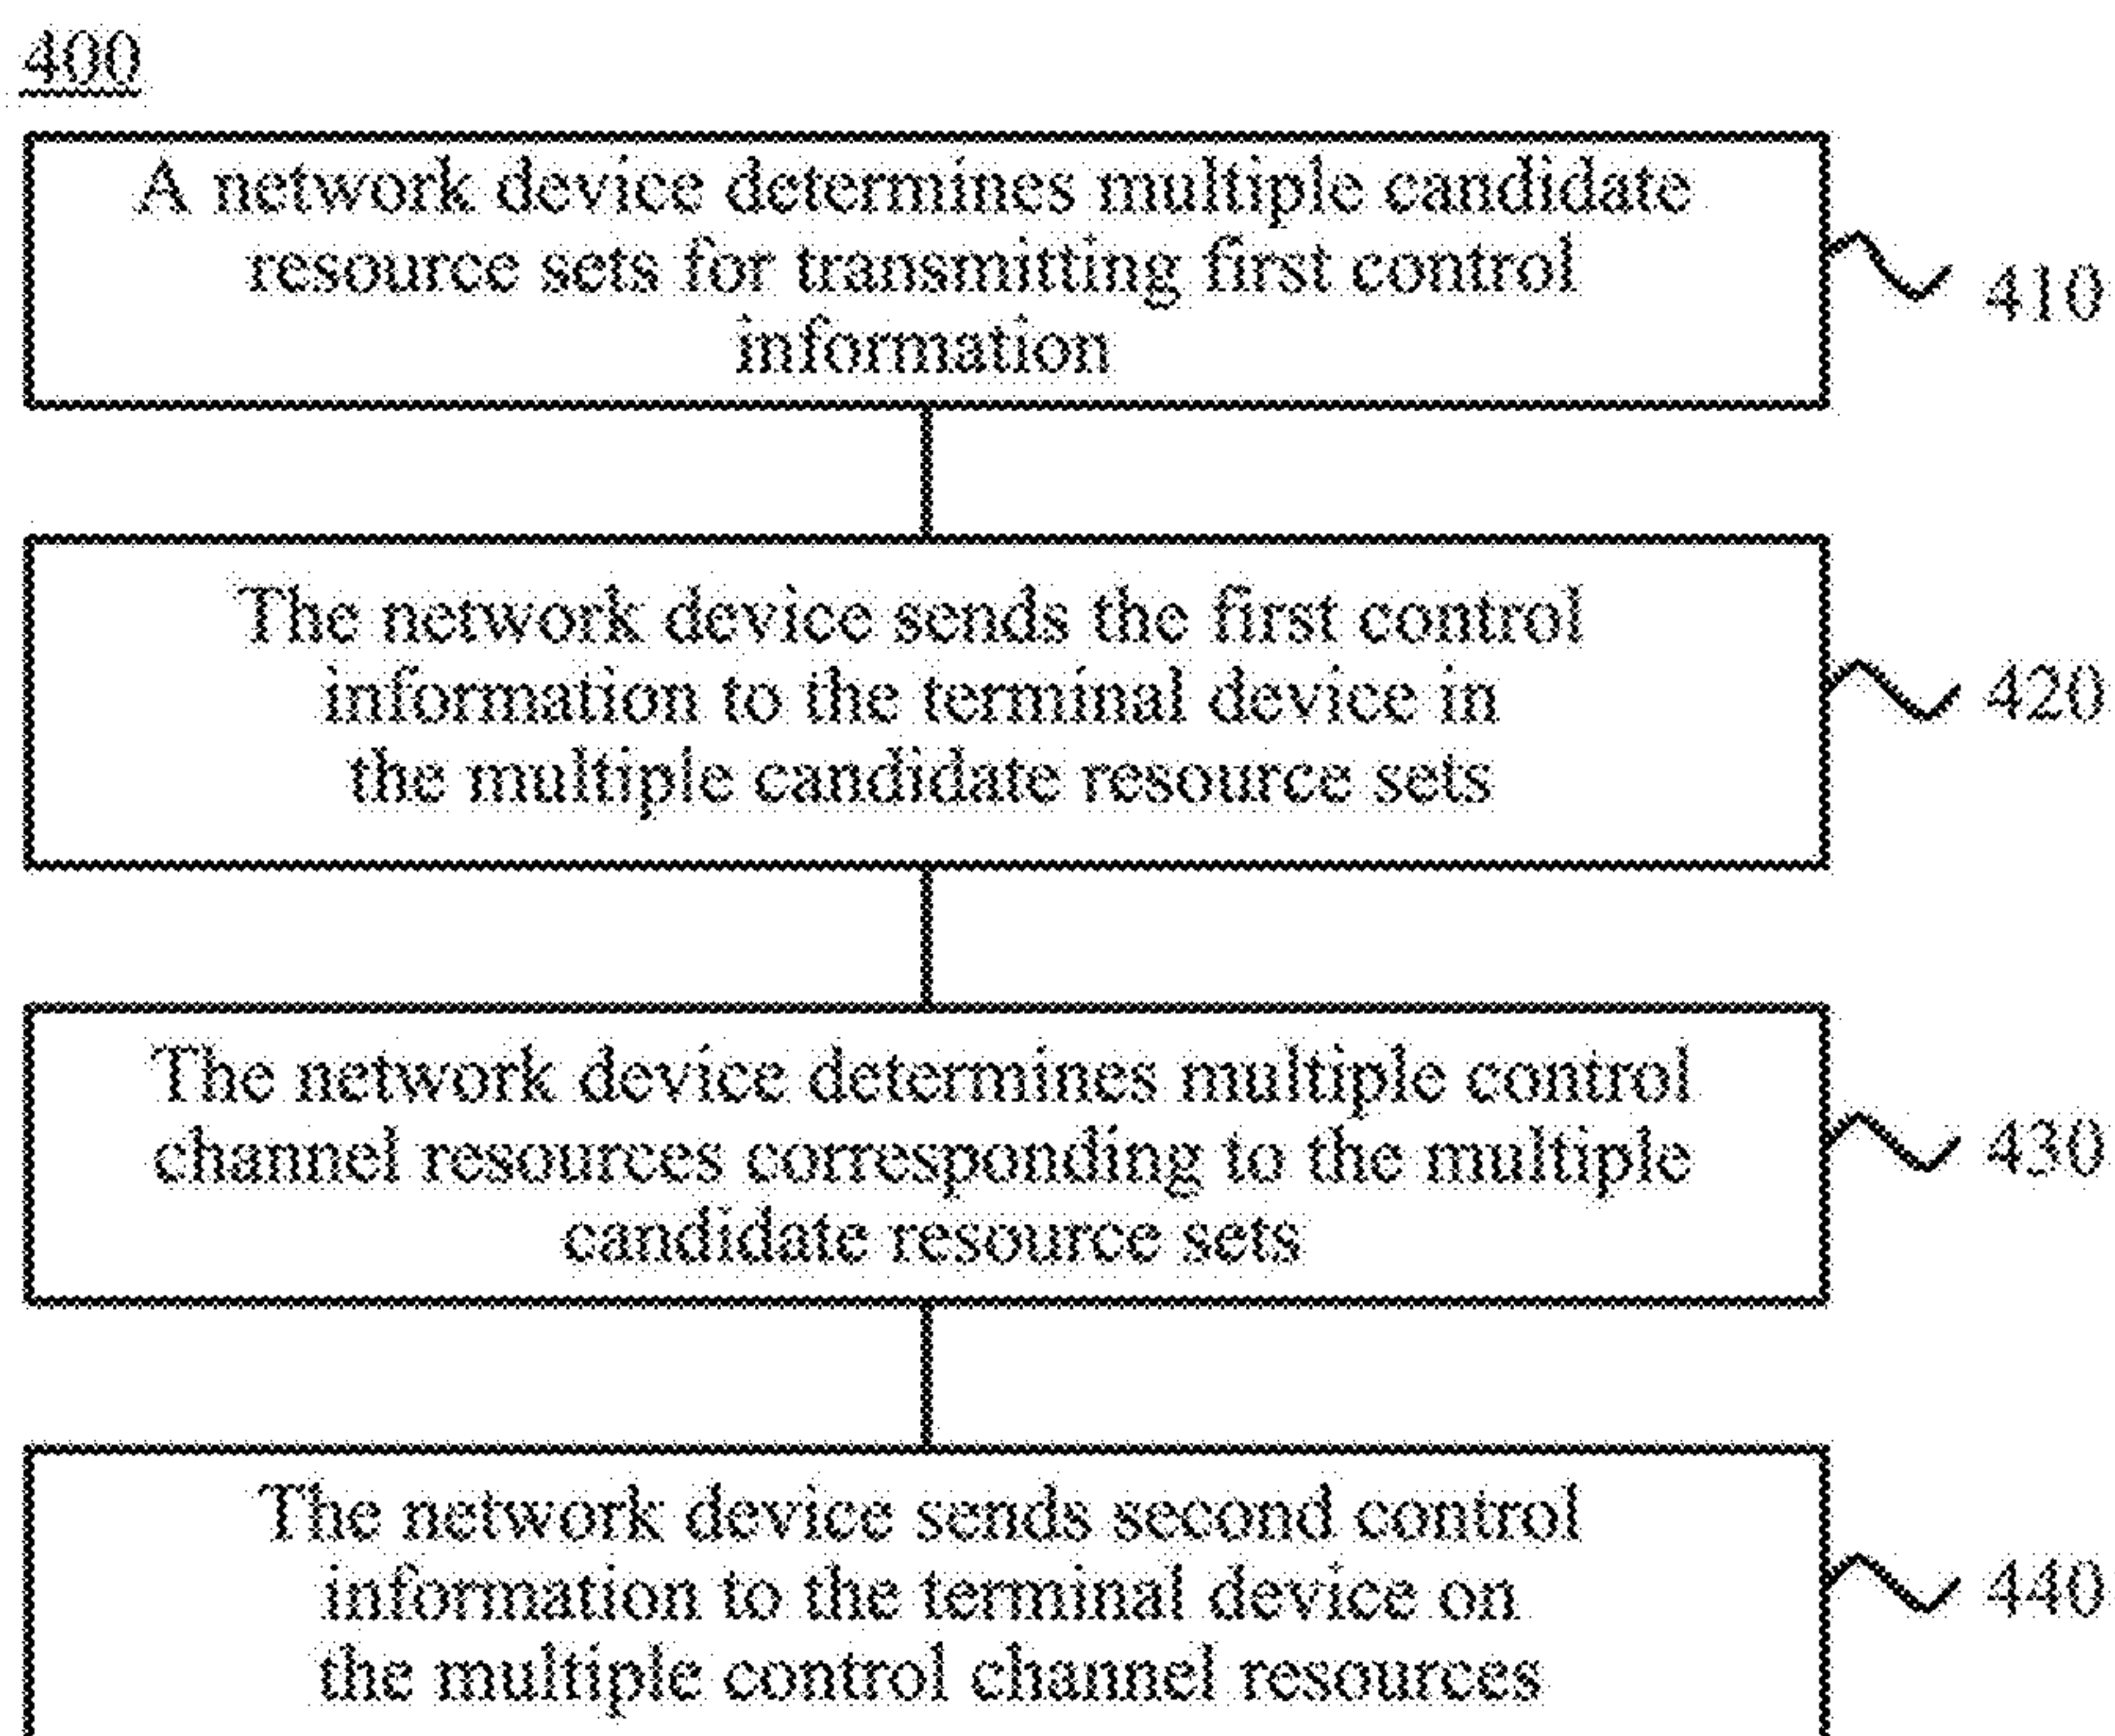 400
A network device determines multiple candidate
resource sets for transmitting first control
information
410
The network device sends the first control
information to the terminal device in
the multiple candidate resource sets
420
The network device determines multiple control
channel resources corresponding to the multiple
candidate resource sets
430
The network device sends second control
information to the terminal device on
the multiple control channel resources
440